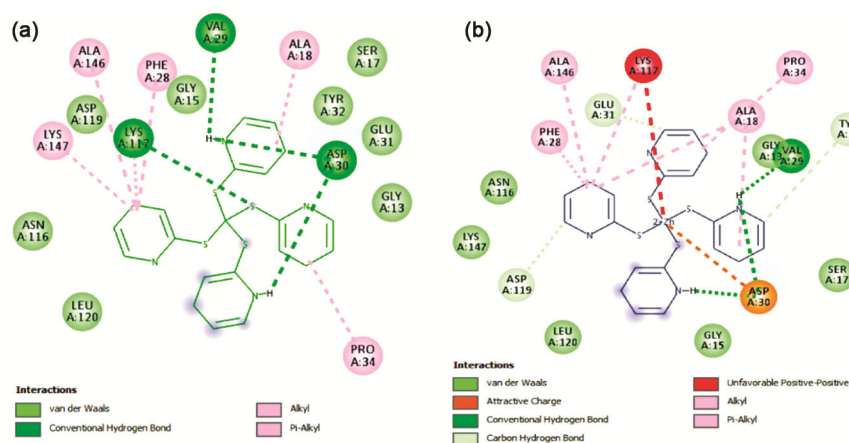 (a)
VAL
A:29
ALA
A:146
PHE
A:28
ALA
A:18
SER
A:17
GLY
A:15
ASP
A:119
TYR
A:32
LYS
A:117
GLU
A:31
LYS
A:147
ASP
A:30
H
N
GLY
A:13
S
S
S
S
N
N
ASN
A:116
N
H
LEU
A:120
PRO
A:34
Interactions
van der Waals
Conventional Hydrogen Bond
Alkyl
Pi-Alkyl
(b)
ALA
A:146
LYS
A:117
PRO
A:34
GLU
A:31
ALA
A:18
PHE
A:28
GLY
A:13
VAL
A:29
N
ASN
A:116
H
N
S
S
S
S
N
LYS
A:147
ASP
A:119
N
H
ASP
A:30
SER
A:17
LEU
A:120
GLY
A:15
Interactions
van der Waals
Attractive Charge
Conventional Hydrogen Bond
Carbon Hydrogen Bond
Unfavorable Positive-Positive
Alkyl
Pi-Alkyl